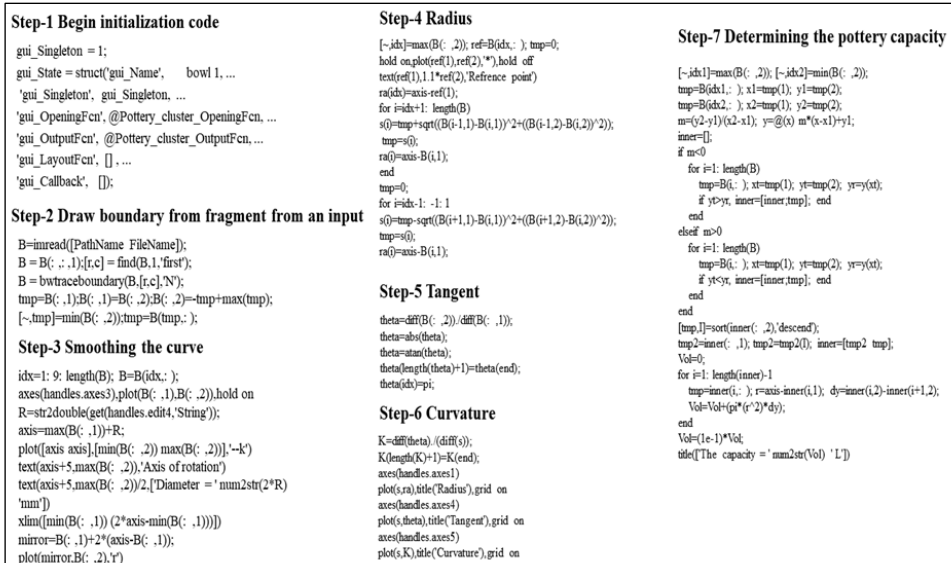 Step-1 Begin initialization code
gui_Singleton = 1;
gui_State = struct('gui_Name', bowl 1, ...
'gui_Singleton', gui_Singleton, ...
'gui_OpeningFcn', @Pottery_cluster_OpeningFcn, ...
'gui_OutputFcn', @Pottery_cluster_OutputFcn, ...
'gui_LayoutFcn', [] , ...
'gui_Callback', []);
Step-2 Draw boundary from fragment from an input
B=imread([PathName FileName]);
B = B(: ,: ,1);[r,c] = find(B,1,'first');
B = bwtraceboundary(B,[r,c],'N');
tmp=B(: ,1);B(: ,1)=B(: ,2);B(: ,2)=-tmp+max(tmp);
[~,tmp]=min(B(: ,2));tmp=B(tmp,: );
Step-3 Smoothing the curve
idx=1: 9: length(B); B=B(idx,: );
axes(handles.axes3),plot(B(: ,1),B(: ,2)),hold on
R=str2double(get(handles.edit4,'String'));
axis=max(B(: ,1))+R;
plot([axis axis],[min(B(: ,2)) max(B(: ,2))],'--k')
text(axis+5,max(B(: ,2)),'Axis of rotation')
text(axis+5,max(B(: ,2))/2,['Diameter = ' num2str(2*R)
'mm'])
xlim([min(B(: ,1)) (2*axis-min(B(: ,1)))])
mirror=B(: ,1)+2*(axis-B(: ,1));
plot(mirror,B(: ,2),'r')
Step-4 Radius
[~,idx]=max(B(: ,2)); ref=B(idx,: ); tmp=0;
hold on,plot(ref(1),ref(2),'*'),hold off
text(ref(1),1.1*ref(2),'Refrence point')
ra(idx)=axis-ref(1);
for i=idx+1: length(B)
s(i)=tmp+sqrt((B(i-1,1)-B(i,1))^2+((B(i-1,2)-B(i,2))^2));
tmp=s(i);
ra(i)=axis-B(i,1);
end
tmp=0;
for i=idx-1: -1: 1
s(i)=tmp-sqrt((B(i+1,1)-B(i,1))^2+((B(i+1,2)-B(i,2))^2));
tmp=s(i);
ra(i)=axis-B(i,1);
Step-5 Tangent
theta=diff(B(: ,2))./diff(B(: ,1));
theta=abs(theta);
theta=atan(theta);
theta(length(theta)+1)=theta(end);
theta(idx)=pi;
Step-6 Curvature
K=diff(theta)./(diff(s));
K(length(K)+1)=K(end);
axes(handles.axes1)
plot(s,ra),title('Radius'),grid on
axes(handles.axes4)
plot(s,theta),title('Tangent'),grid on
axes(handles.axes5)
plot(s,K),title('Curvature'),grid on
Step-7 Determining the pottery capacity
[~,idx1]=max(B(: ,2)); [~,idx2]=min(B(: ,2));
tmp=B(idx1,: ); x1=tmp(1); y1=tmp(2);
tmp=B(idx2,: ); x2=tmp(1); y2=tmp(2);
m=(y2-y1)/(x2-x1); y=@(x) m*(x-x1)+y1;
inner=[];
if m<0
for i=1: length(B)
tmp=B(i,: ); xt=tmp(1); yt=tmp(2); yr=y(xt);
if yt>yr, inner=[inner;tmp]; end
end
elseif m>0
for i=1: length(B)
tmp=B(i,: ); xt=tmp(1); yt=tmp(2); yr=y(xt);
if yt<yr, inner=[inner;tmp]; end
end
end
[tmp,I]=sort(inner(: ,2),'descend');
tmp2=inner(: ,1); tmp2=tmp2(I); inner=[tmp2 tmp];
Vol=0;
for i=1: length(inner)-1
tmp=inner(i,: ); r=axis-inner(i,1); dy=inner(i,2)-inner(i+1,2);
Vol=Vol+(pi*(r^2)*dy);
end
Vol=(1e-1)*Vol;
title(['The capacity = ' num2str(Vol) ' L'])